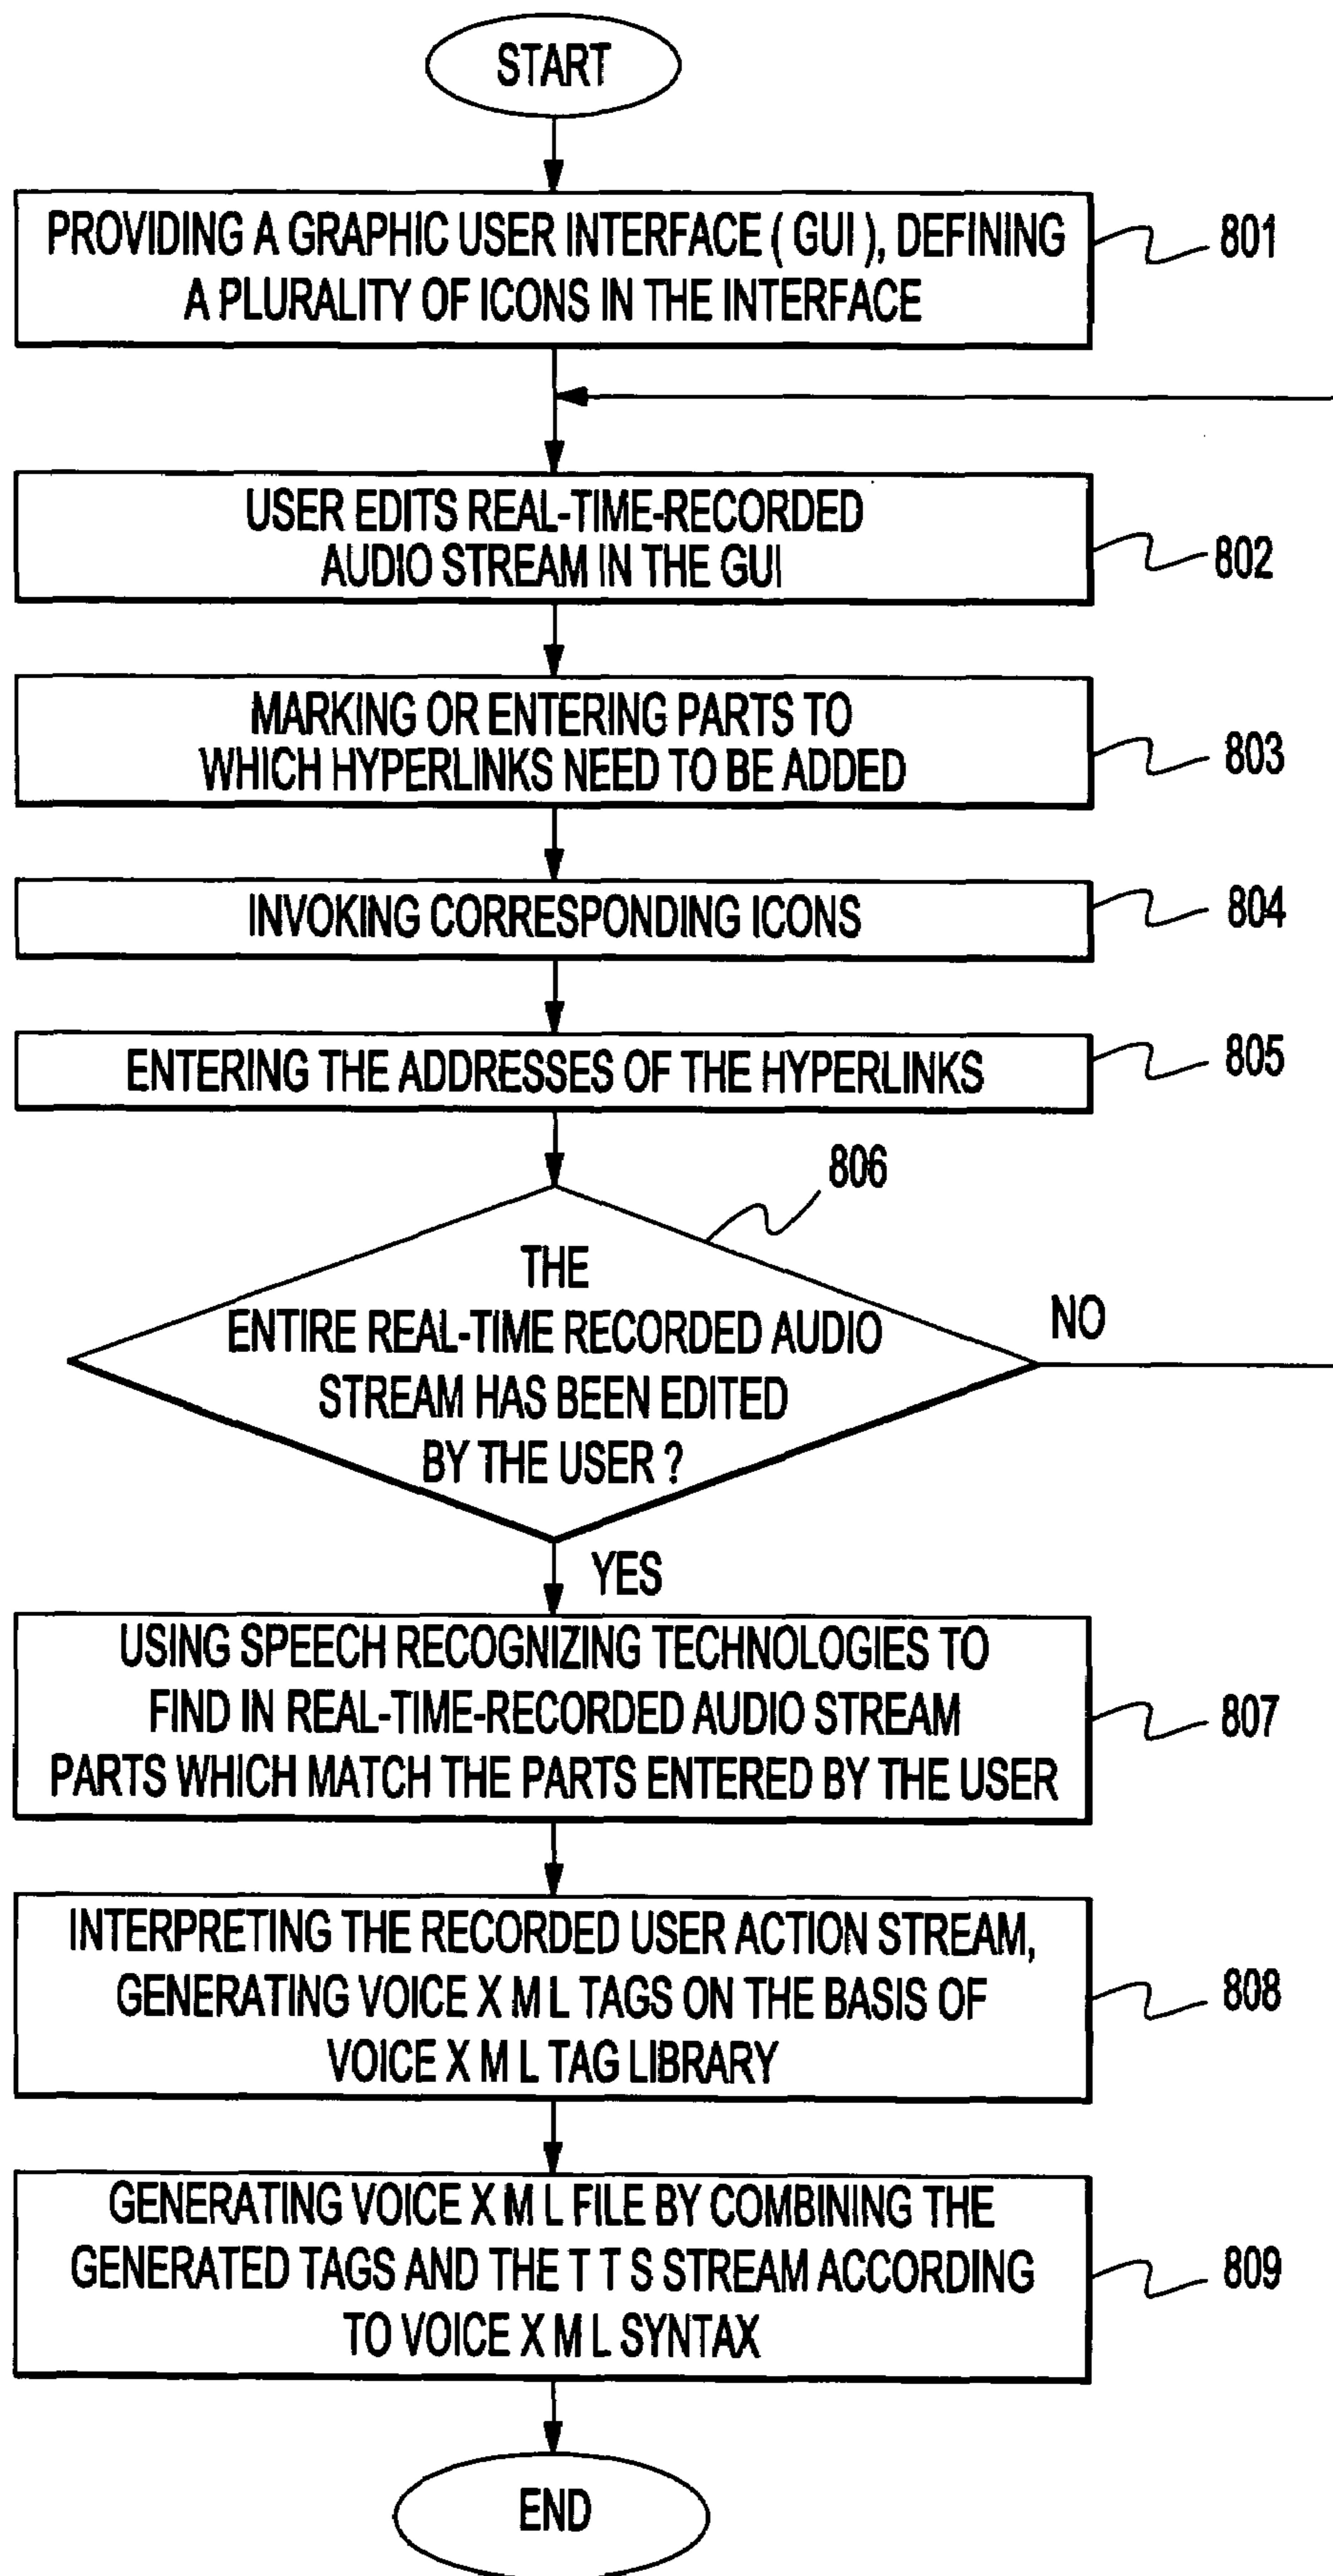 START
PROVIDING A GRAPHIC USER INTERFACE ( GUI ), DEFINING
A PLURALITY OF ICONS IN THE INTERFACE
801
USER EDITS REAL-TIME-RECORDED
AUDIO STREAM IN THE GUI
802
MARKING OR ENTERING PARTS TO
WHICH HYPERLINKS NEED TO BE ADDED
803
INVOKING CORRESPONDING ICONS
804
ENTERING THE ADDRESSES OF THE HYPERLINKS
805
806
THE
ENTIRE REAL-TIME RECORDED AUDIO
STREAM HAS BEEN EDITED
BY THE USER ?
NO
YES
USING SPEECH RECOGNIZING TECHNOLOGIES TO
FIND IN REAL-TIME-RECORDED AUDIO STREAM
PARTS WHICH MATCH THE PARTS ENTERED BY THE USER
807
INTERPRETING THE RECORDED USER ACTION STREAM,
GENERATING VOICE X M L TAGS ON THE BASIS OF
VOICE X M L TAG LIBRARY
808
GENERATING VOICE X M L FILE BY COMBINING THE
GENERATED TAGS AND THE T T S STREAM ACCORDING
TO VOICE X M L SYNTAX
809
END